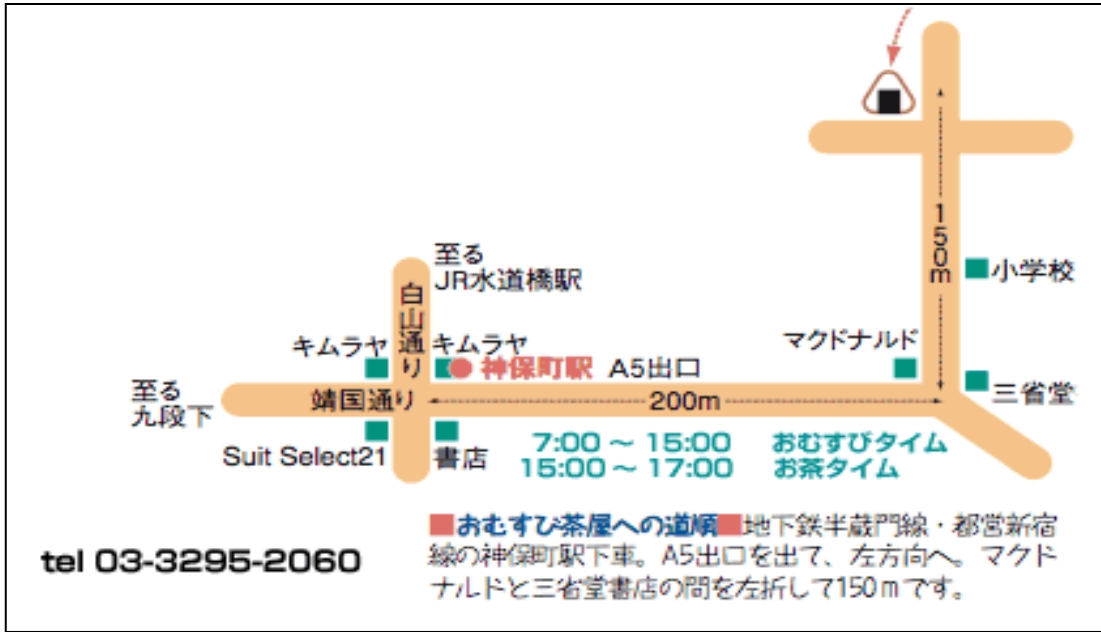 150m
小学校
至る
JR水道橋駅
白山通り
キムラヤ
キムラヤ
神保町駅 A5出口
マクドナルド
三省堂
至る
九段下
靖国通り
200m
Suit Select21
書店
7:00 ～ 15:00 おむすびタイム
15:00 ～ 17:00 お茶タイム
■おむすび茶屋への道順■地下鉄半蔵門線・都営新宿
線の神保町駅下車。A5出口を出て、左方向へ。マクド
ナルドと三省堂書店の間を左折して150mです。
tel 03-3295-2060